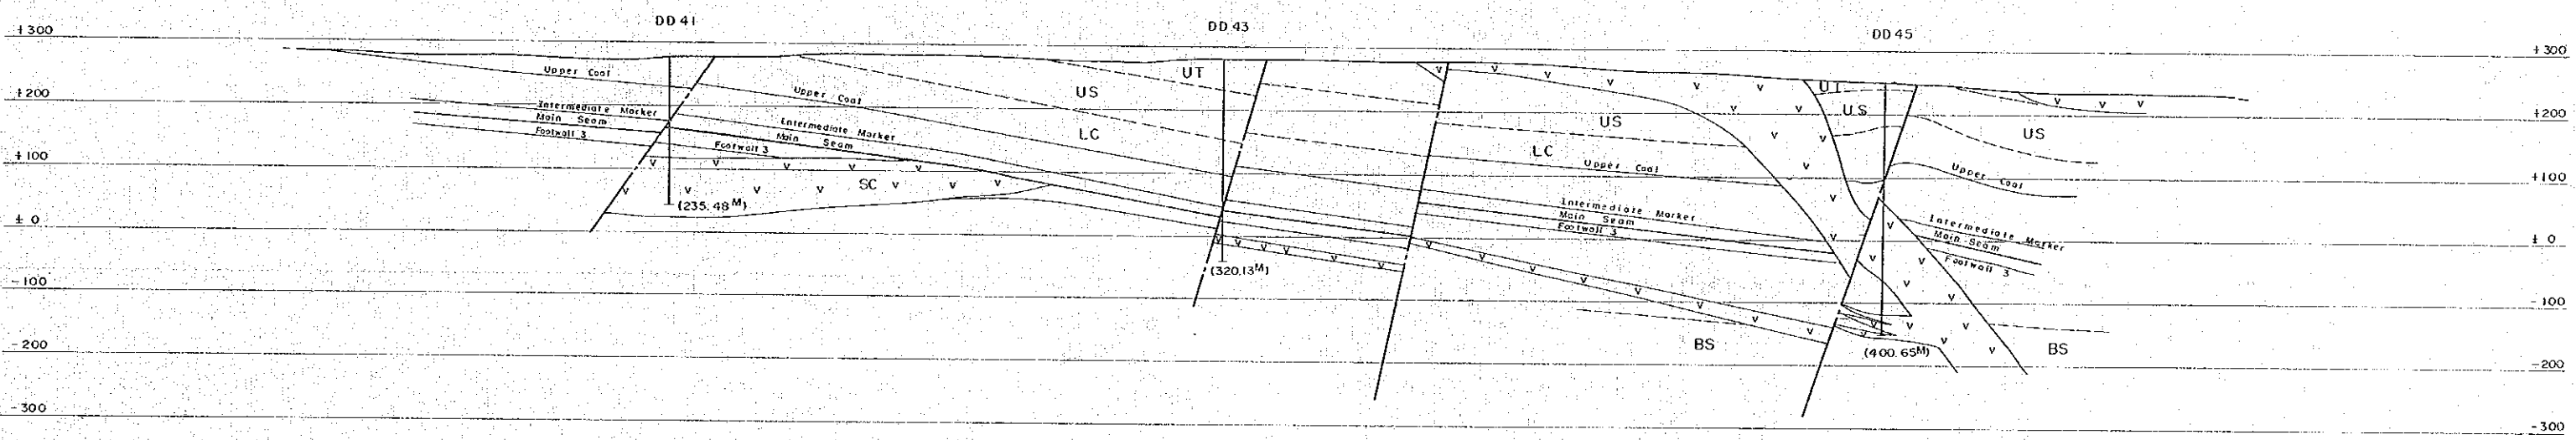 DD 41
DD 43
DD 45
+300
+300
Upper Coal
UT
UT
+200
Upper Coal
US
US
US
US
+200
Intermediate Marker
Main Seam
Footwall 3
Intermediate Marker
Main Seam
Footwall 3
LC
LC
Upper Coal
Upper Coal
+100
+100
V V V V V
V V V V SC V V V
(235.48M)
Intermediate Marker
Main Seam
Footwall 3
Intermediate Marker
Main Seam
Footwall 3
± 0
± 0
(320.13M)
-100
-100
BS
(400.65M)
BS
-200
-200
-300
-300